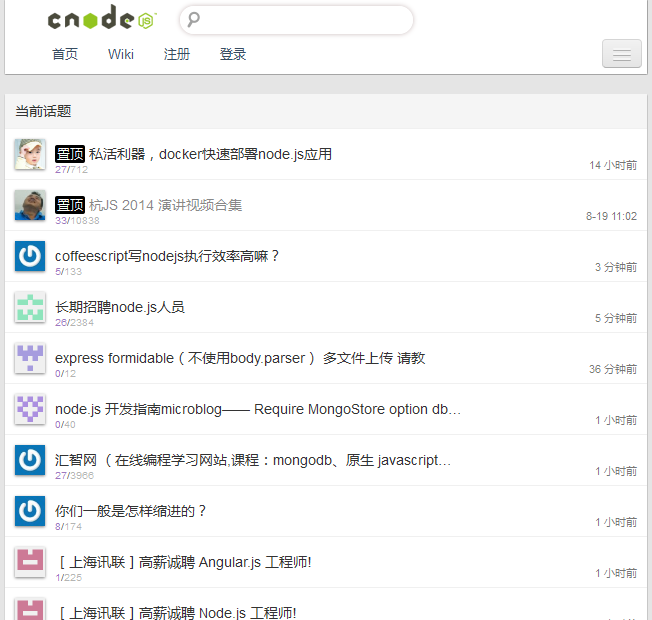 cnodejs
首页 Wiki 注册 登录
当前话题
置顶 私活利器，docker快速部署node.js应用
27/712
14 小时前
置顶 杭JS 2014 演讲视频合集
33/10838
8-19 11:02
coffeescript写nodejs执行效率高嘛？
5/133
3 分钟前
长期招聘node.js人员
26/2384
5 分钟前
express formidable（不使用body.parser ） 多文件上传 请教
0/12
36 分钟前
node.js 开发指南microblog—— Require MongoStore option db…
0/40
1 小时前
汇智网 （ 在线编程学习网站,课程：mongodb、原生 javascript…
27/3966
1 小时前
你们一般是怎样缩进的？
8/174
1 小时前
［上海讯联］高薪诚聘 Angular.js 工程师!
1/225
1 小时前
［上海讯联］高薪诚聘 Node.js 工程师!